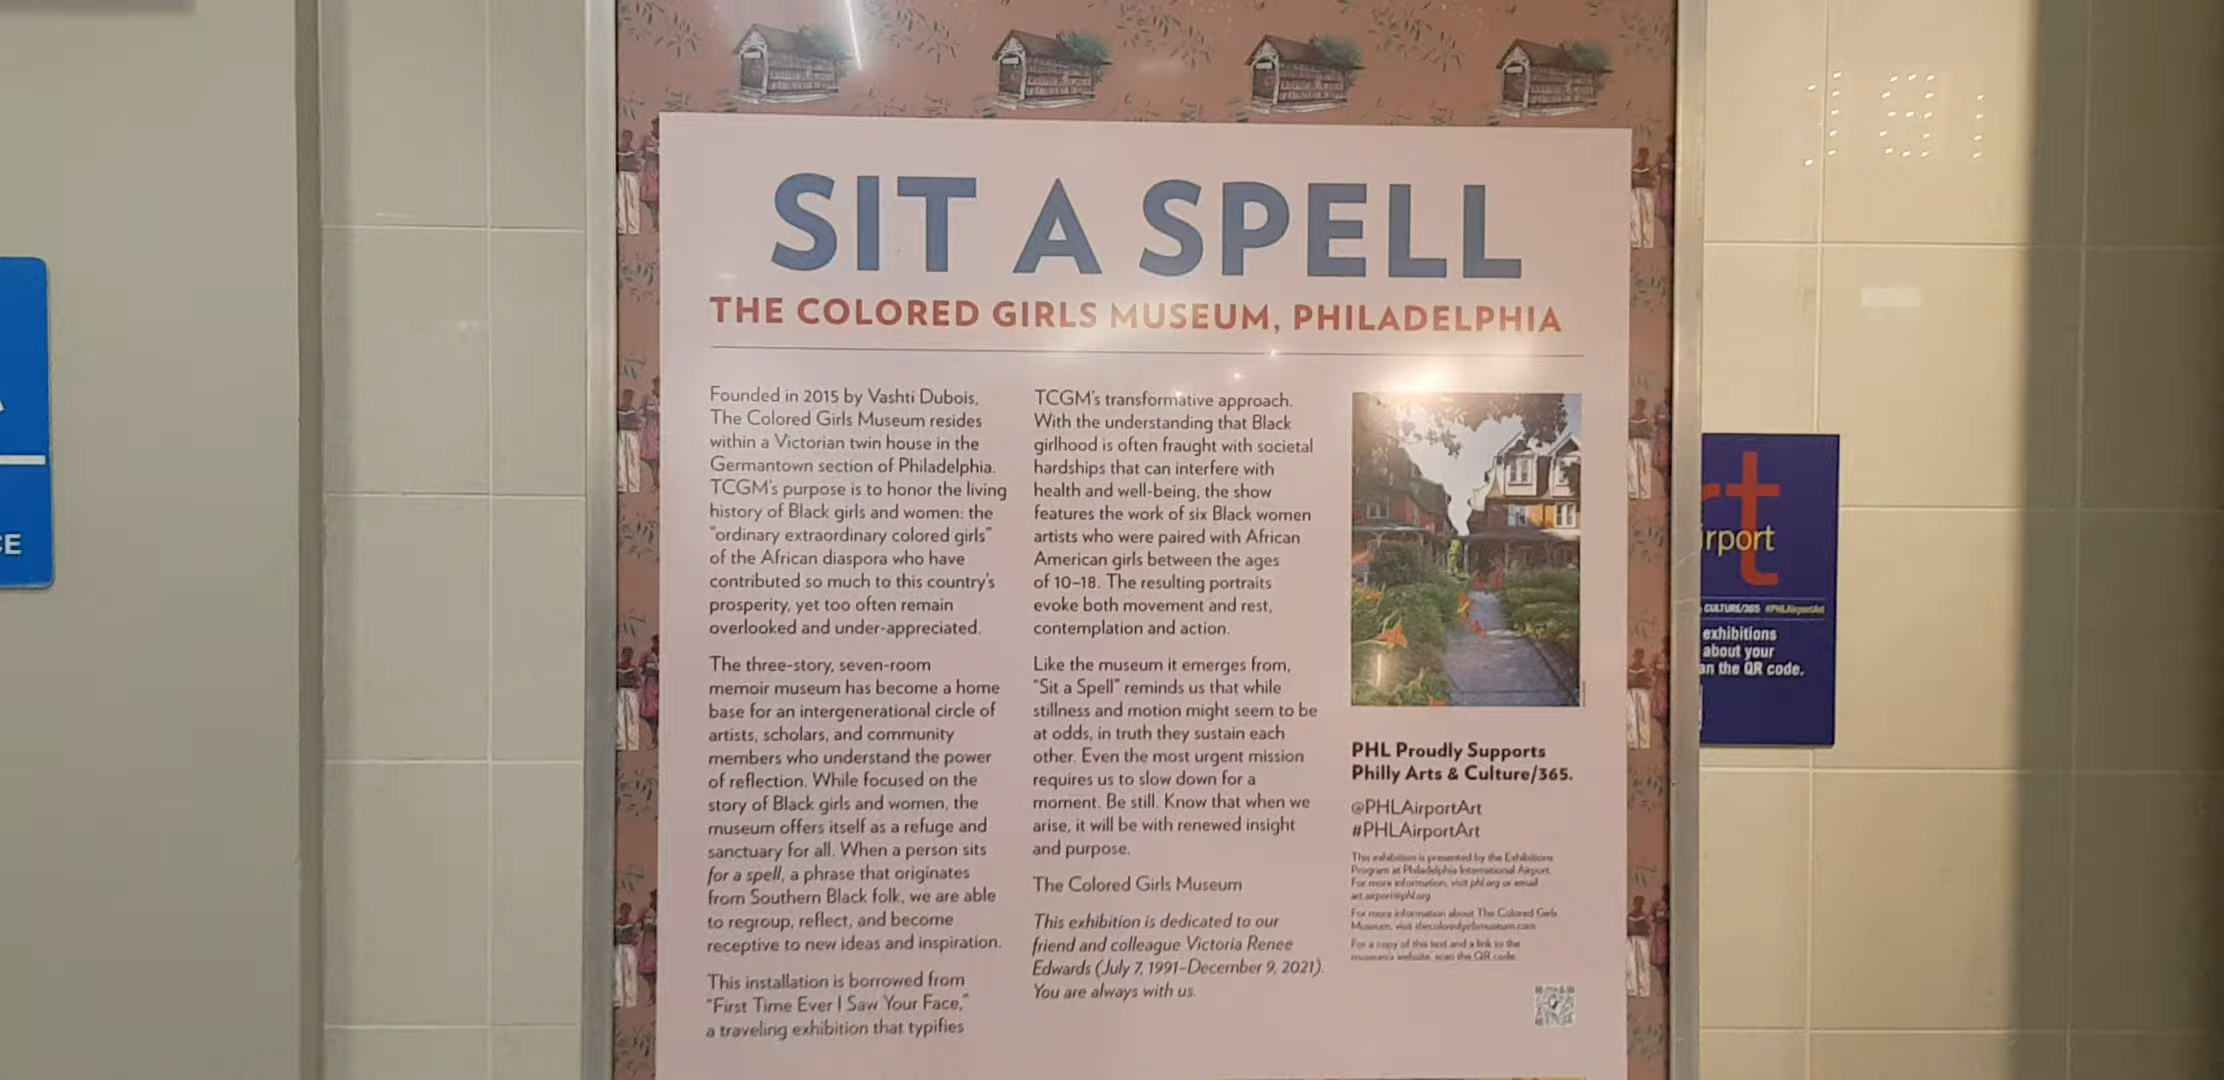 SIT A SPELL
THE COLORED GIRLS MUSEUM, PHILADELPHIA
Founded in 2015 by Vashti Dubois,
The Colored Girls Museum resides
within a Victorian twin house in the
Germantown section of Philadelphia.
TCGM's purpose is to honor the living
history of Black girls and women: the
"ordinary extraordinary colored girls"
of the African diaspora who have
contributed so much to this country's
prosperity, yet too often remain
overlooked and under-appreciated.
The three-story, seven-room
memoir museum has become a home
base for an intergenerational circle of
artists, scholars, and community
members who understand the power
of reflection. While focused on the
story of Black girls and women, the
museum offers itself as a refuge and
sanctuary for all. When a person sits
for a spell, a phrase that originates
from Southern Black folk, we are able
to regroup, reflect, and become
receptive to new ideas and inspiration.
This installation is borrowed from
"First Time Ever I Saw Your Face,"
a traveling exhibition that typifies
TCGM's transformative approach.
With the understanding that Black
girlhood is often fraught with societal
hardships that can interfere with
health and well-being, the show
features the work of six Black women
artists who were paired with African
American girls between the ages
of 10–18. The resulting portraits
evoke both movement and rest,
contemplation and action.
Like the museum it emerges from,
"Sit a Spell" reminds us that while
stillness and motion might seem to be
at odds, in truth they sustain each
other. Even the most urgent mission
requires us to slow down for a
moment. Be still. Know that when we
arise, it will be with renewed insight
and purpose.
The Colored Girls Museum
This exhibition is dedicated to our
friend and colleague Victoria Renee
Edwards (July 7, 1991–December 9, 2021).
You are always with us.
PHL Proudly Supports
Philly Arts & Culture/365.
@PHLAirportArt
#PHLAirportArt
This exhibition is presented by the Exhibitions
Program at Philadelphia International Airport.
For more information, visit phl.org or email
art.airport@phl.org
For more information about The Colored Girls
Museum, visit thecoloredgirlsmuseum.com
For a copy of this text and a link to the
museum's website, scan the QR code.
rt
irport
CULTURE/365 #PHLAirportArt
exhibitions
about your
an the QR code.
CE